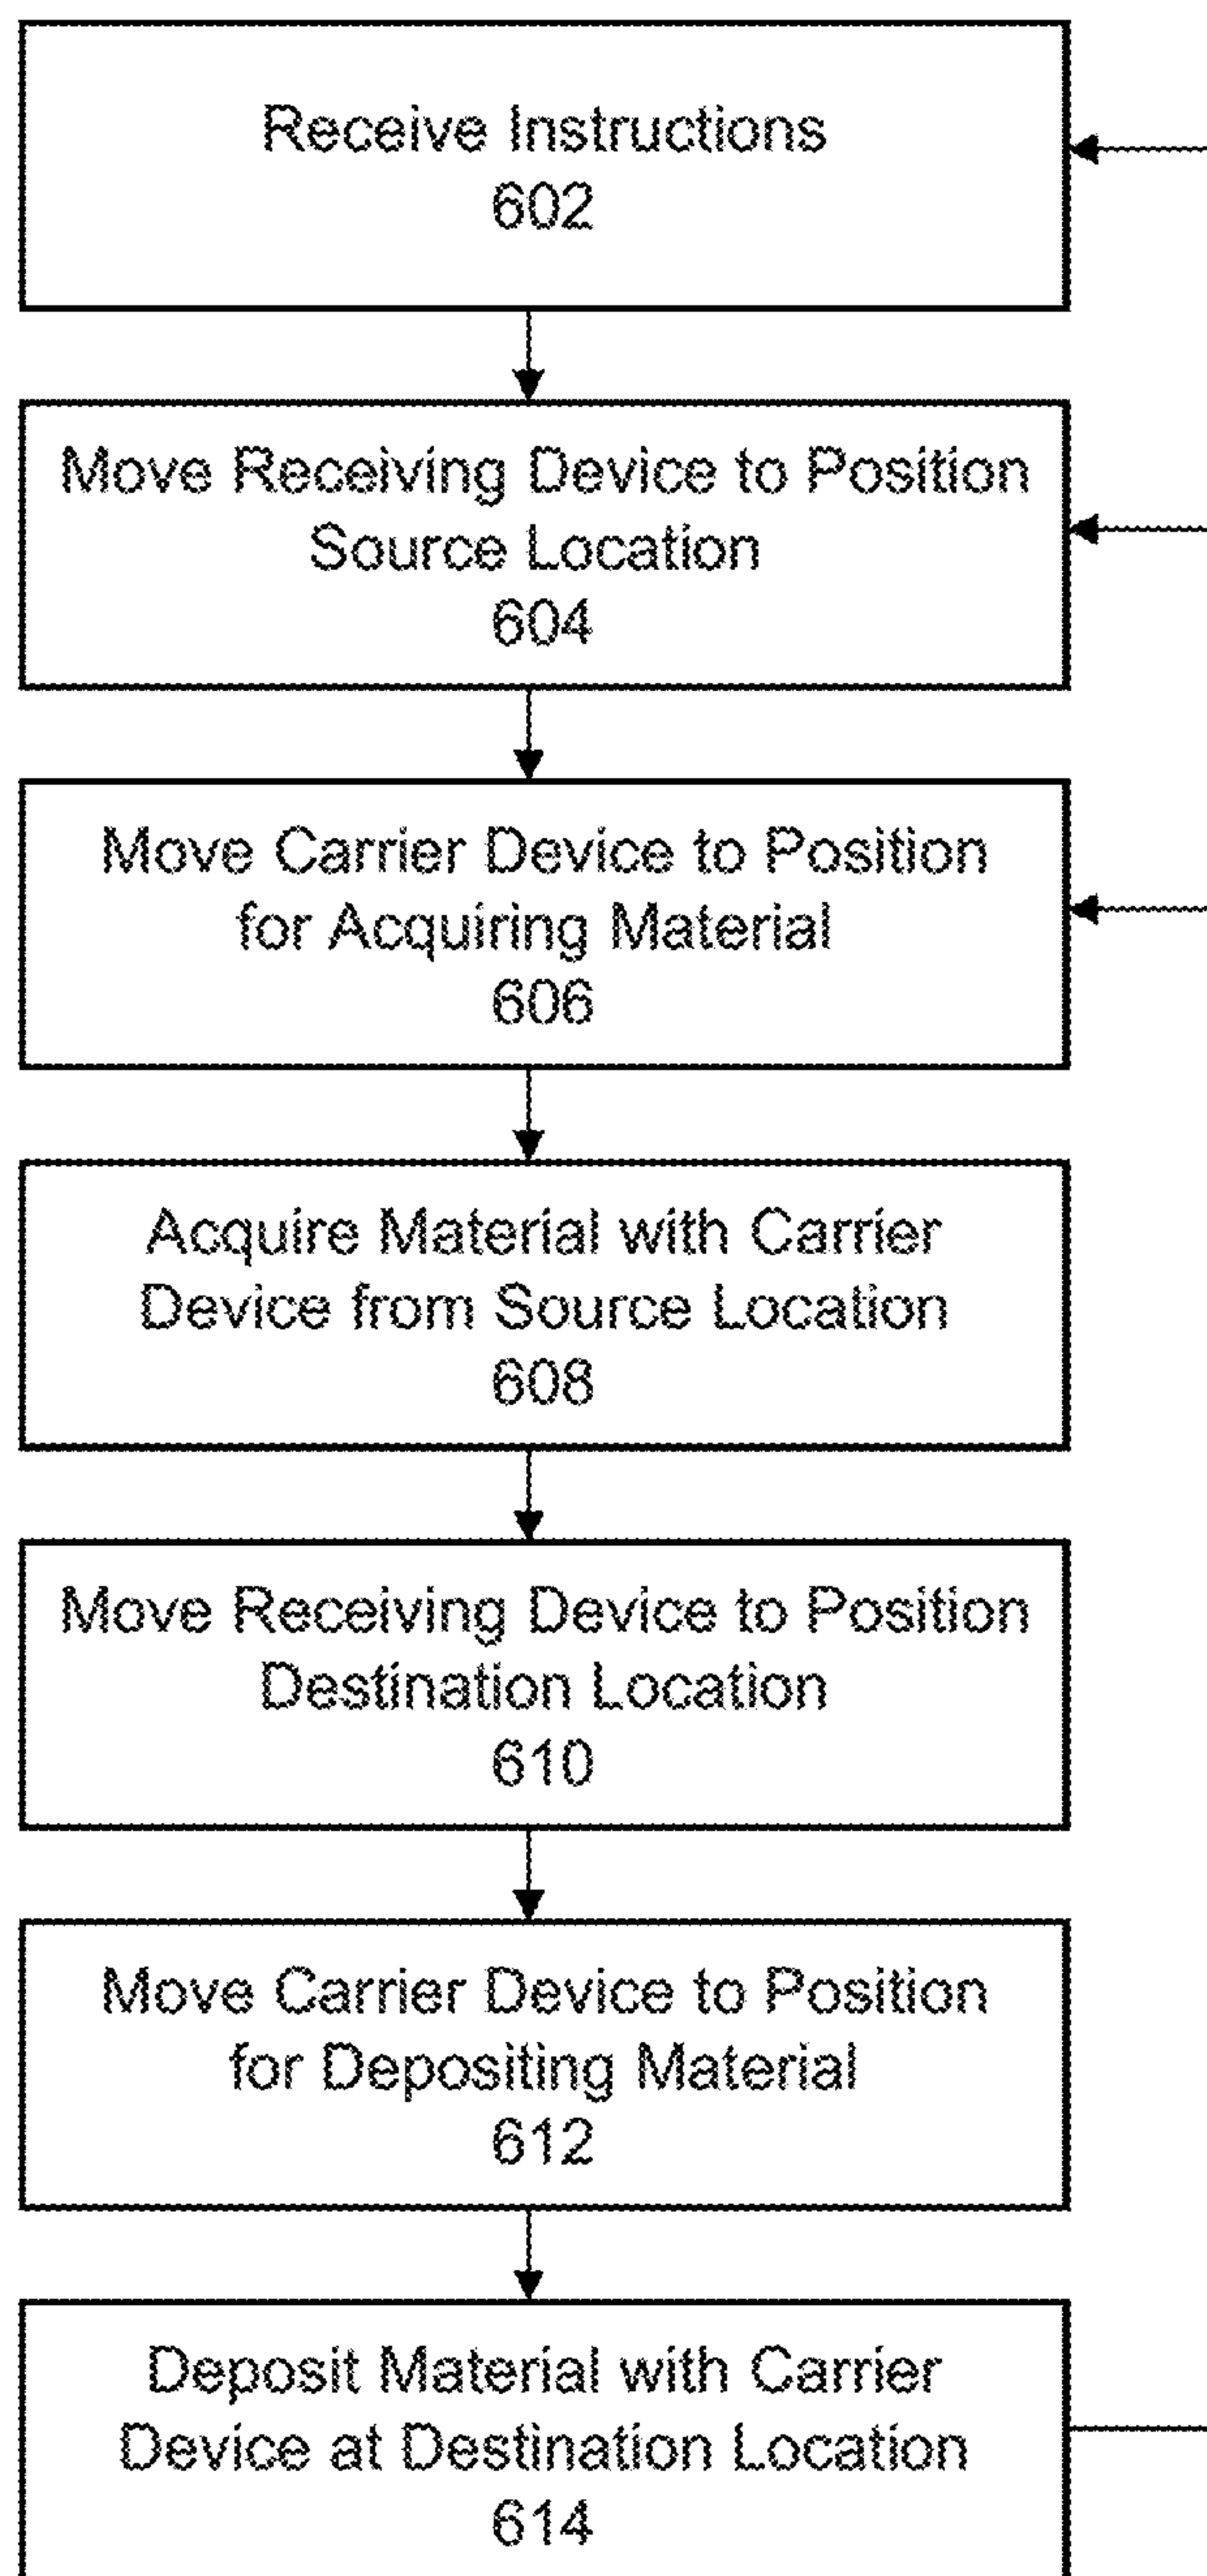 Receive Instructions
602
Move Receiving Device to Position
Source Location
604
Move Carrier Device to Position
for Acquiring Material
606
Acquire Material with Carrier
Device from Source Location
608
Move Receiving Device to Position
Destination Location
610
Move Carrier Device to Position
for Depositing Material
612
Deposit Material with Carrier
Device at Destination Location
614